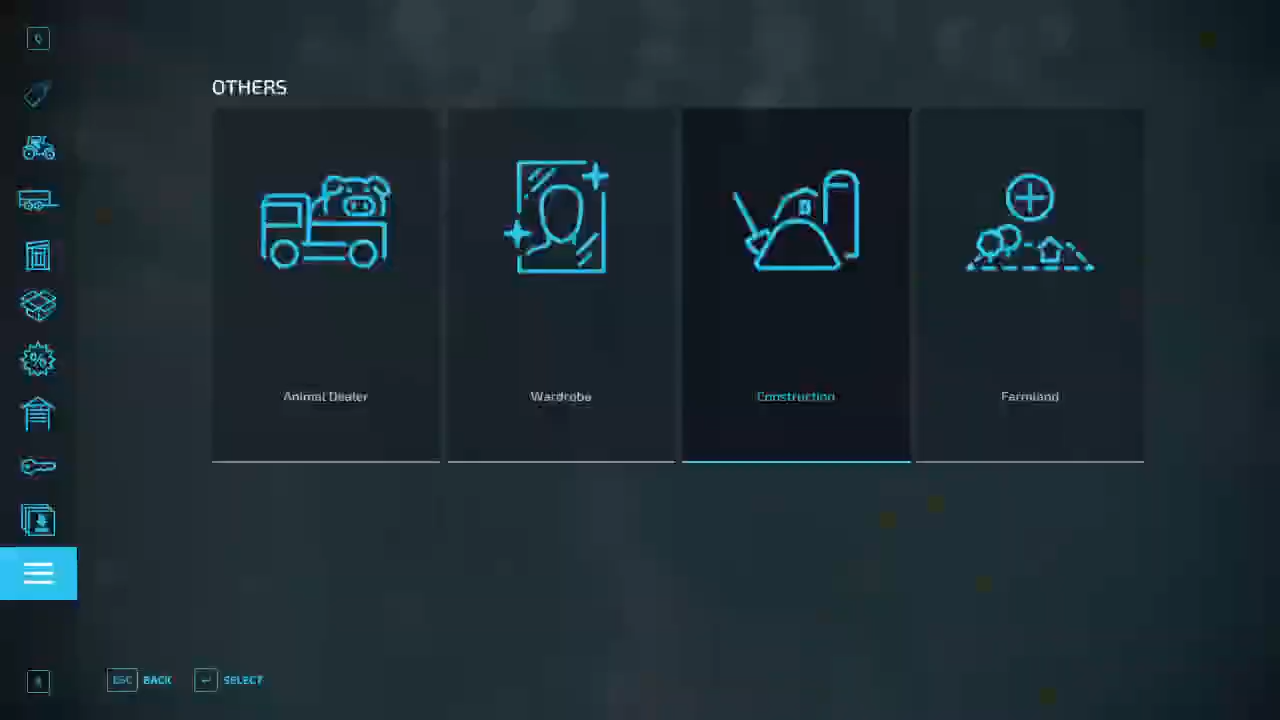 OTHERS
Animal Dealer
Wardrobe
Construction
Farmland
ESC BACK
SELECT